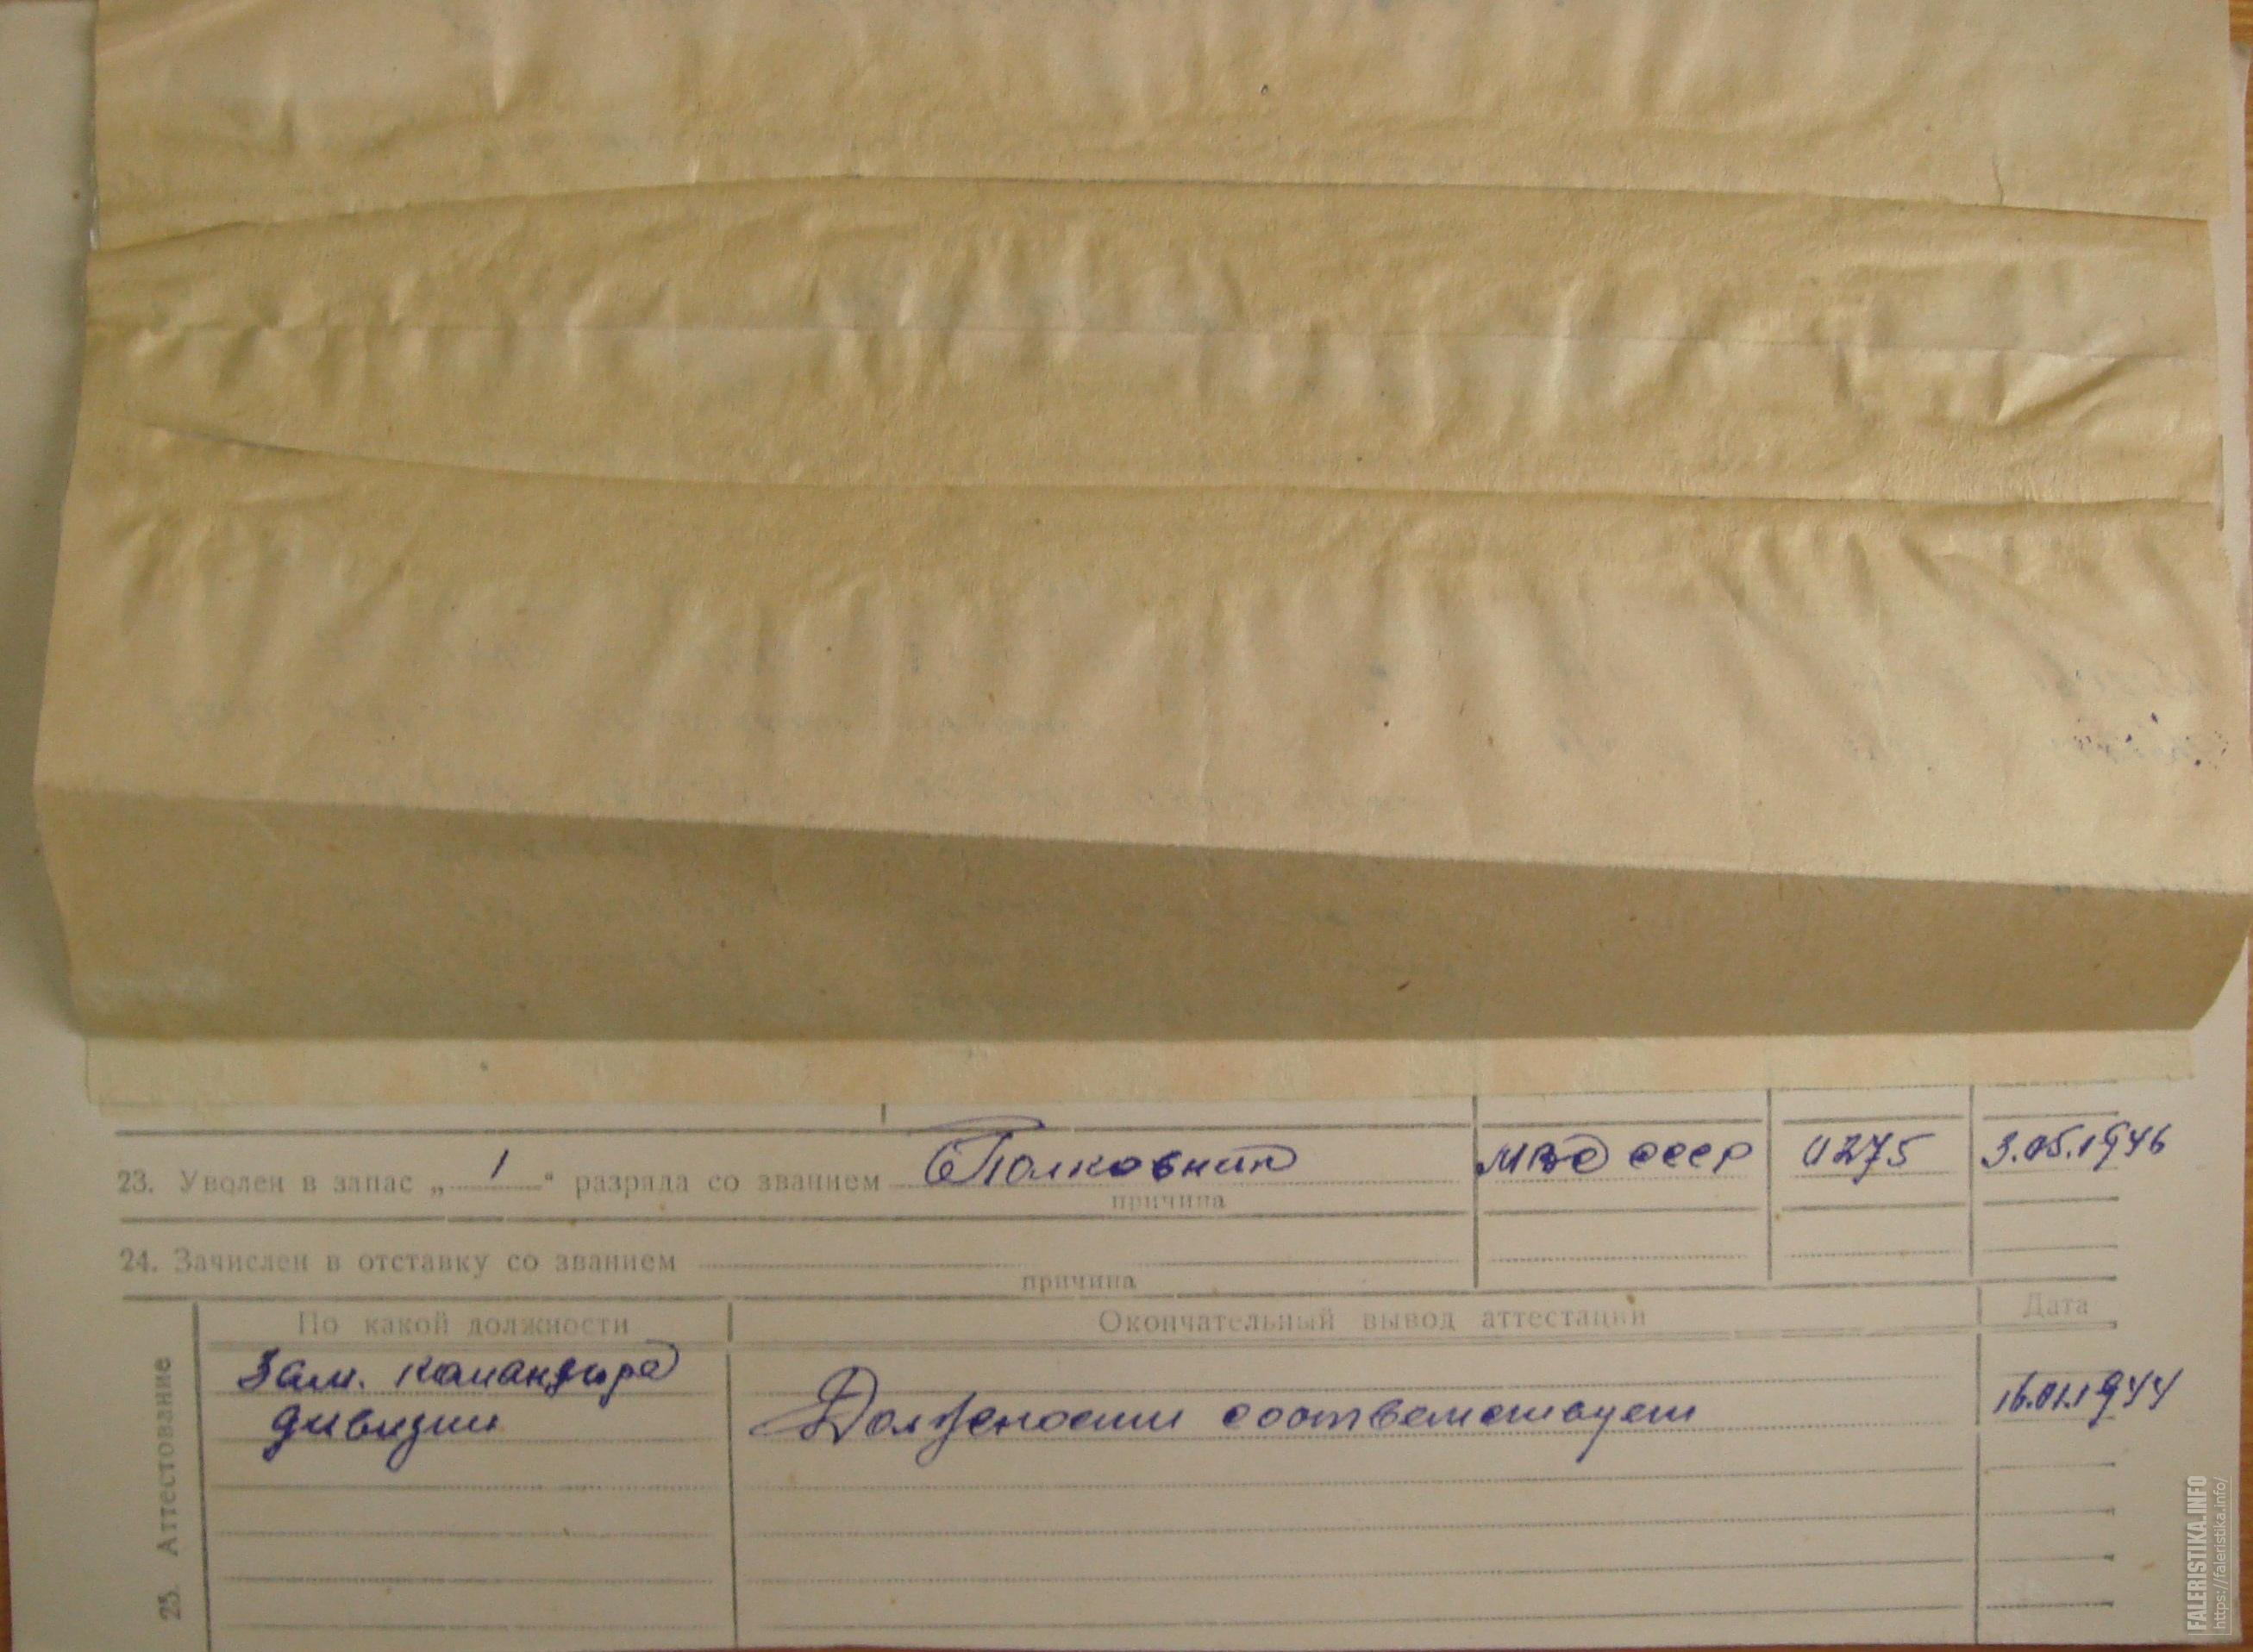 23. Уволен в запас „ 1 “ разряда со званием Полковник МВД СССР 0275 3.05.1946
причина
24. Зачислен в отставку со званием
причина
По какой должности Окончательный вывод аттестации Дата
25. Аттестование
Зам. командира
дивизии
Должности соответствует 16.01.1944
FALERISTIKA.INFO
https://faleristika.info/